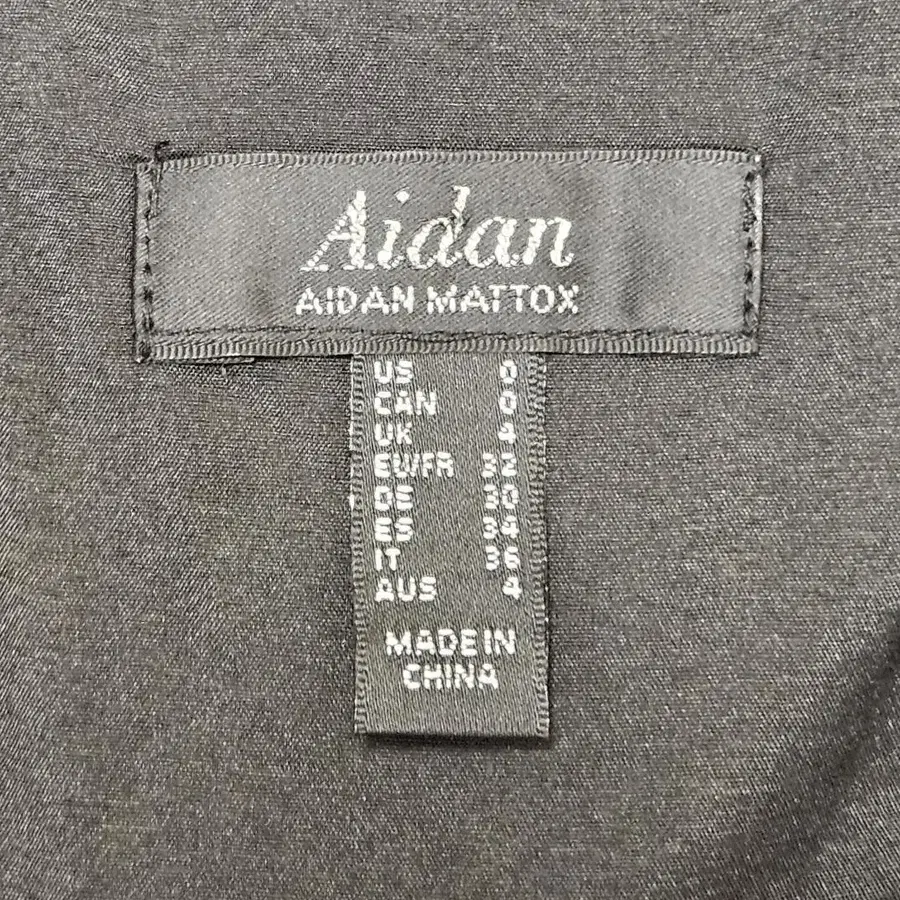 Aidan
AIDAN MATTOX
US 0
CAN 0
UK 4
EW/FR 32
DE 30
ES 34
IT 36
AUS 4
MADE IN
CHINA